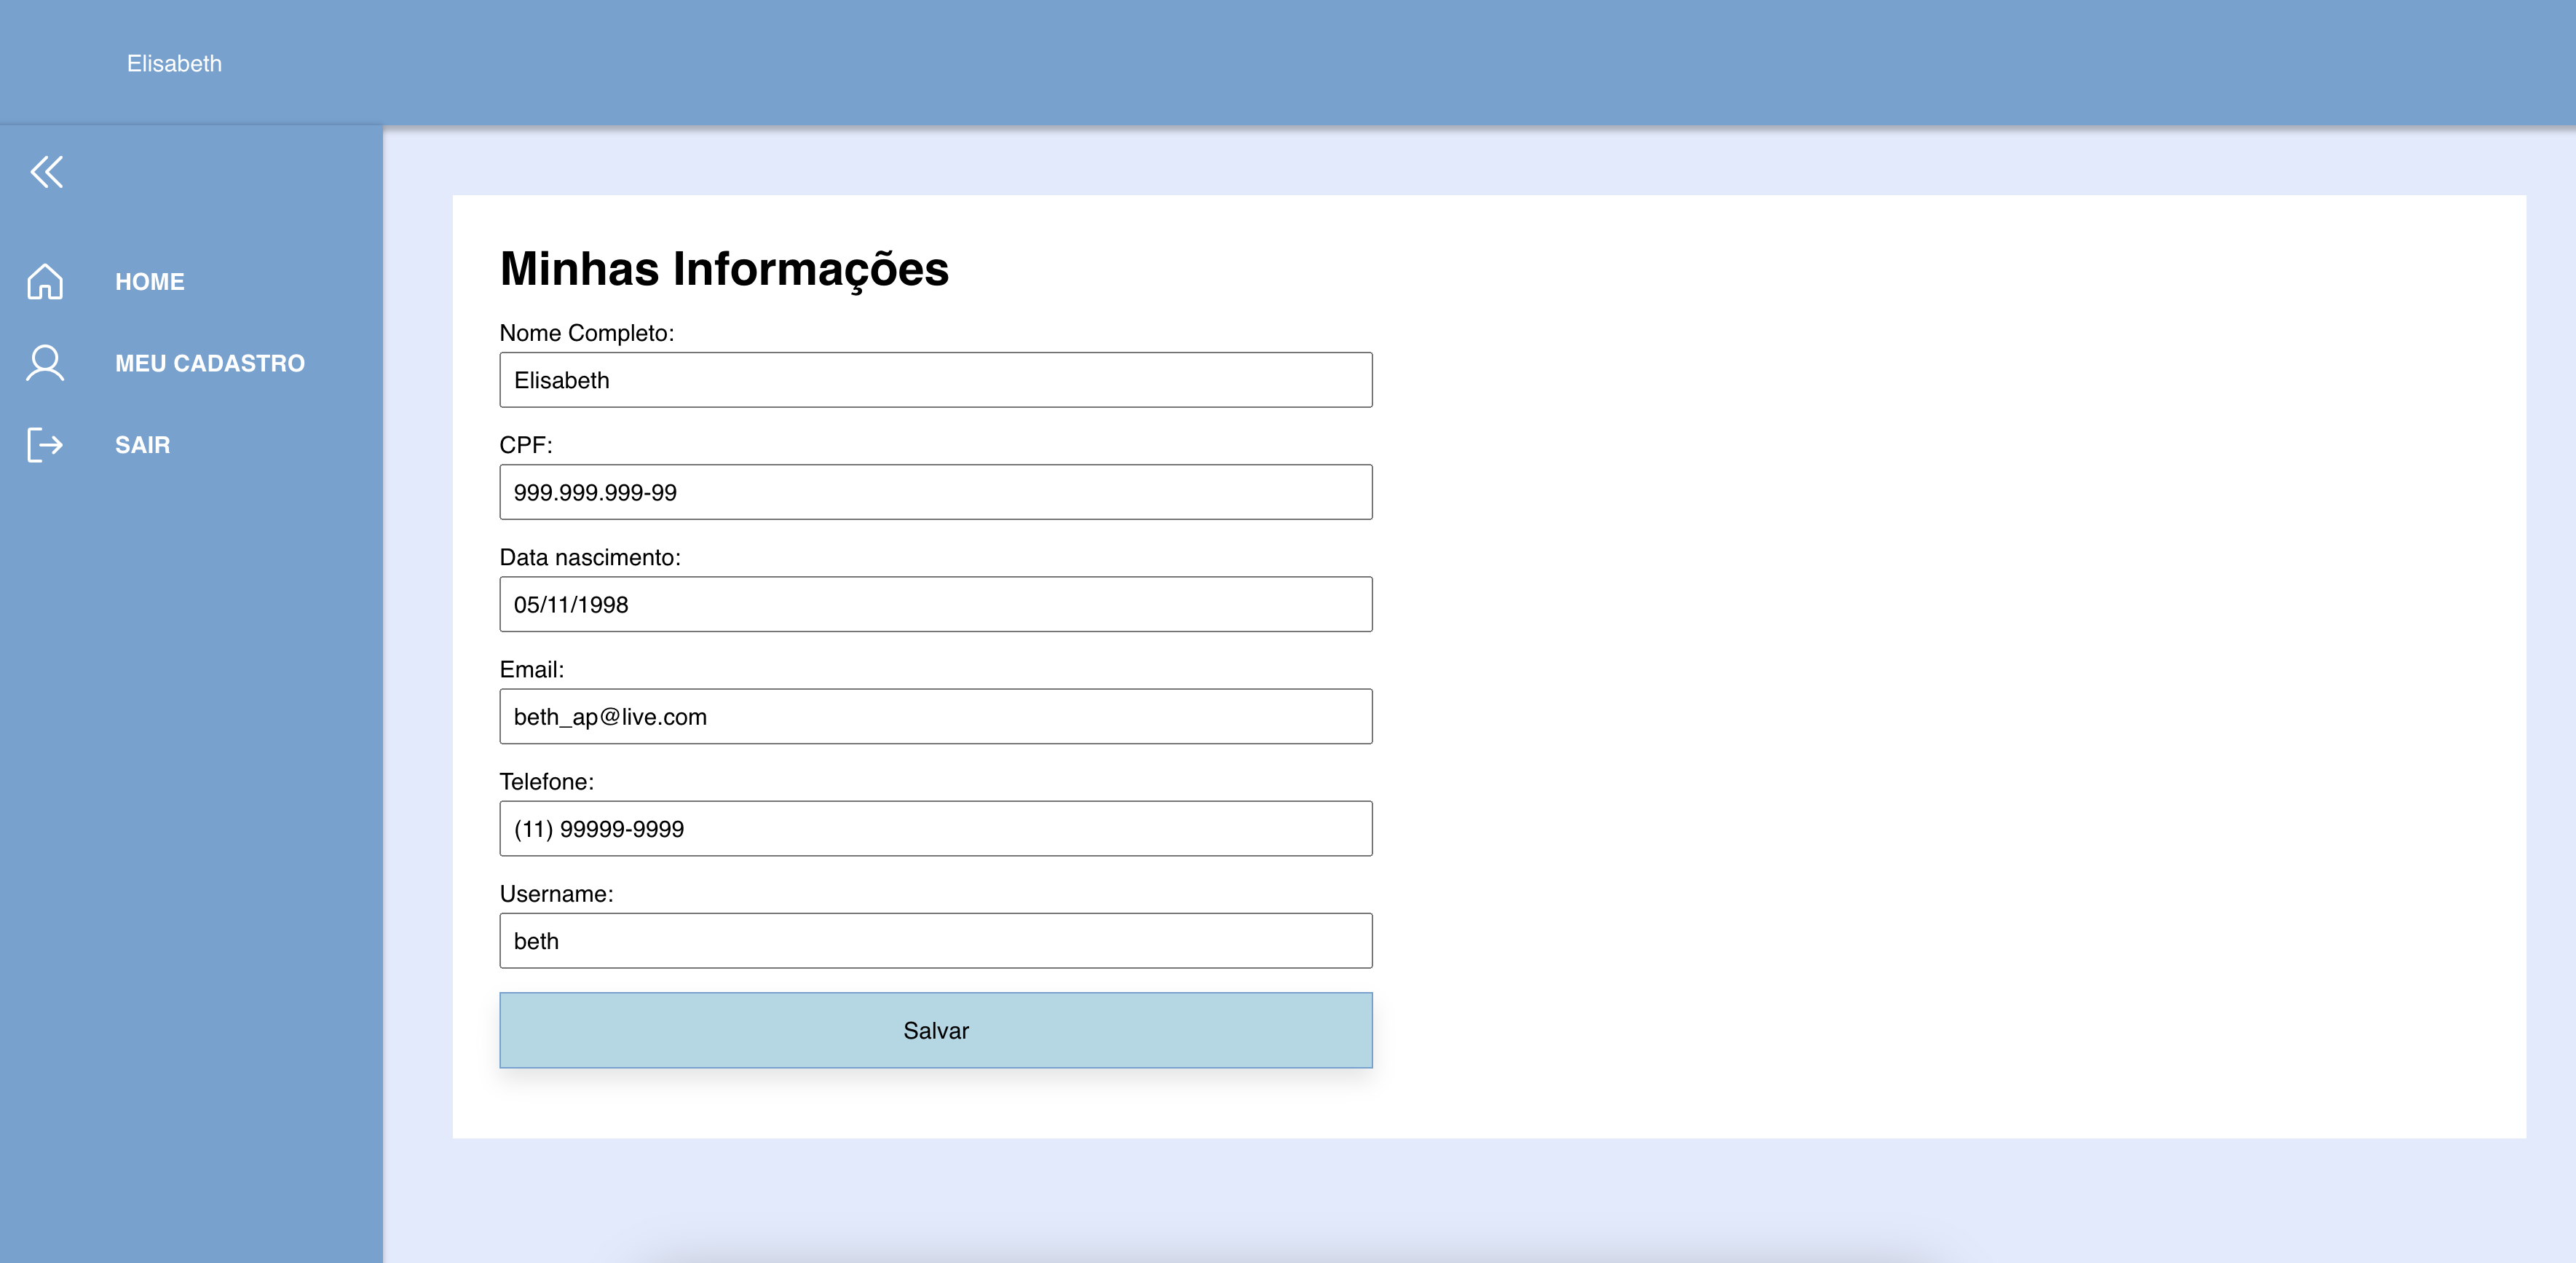 Elisabeth
HOME
MEU CADASTRO
SAIR
Minhas Informações
Nome Completo:
Elisabeth
CPF:
999.999.999-99
Data nascimento:
05/11/1998
Email:
beth_ap@live.com
Telefone:
(11) 99999-9999
Username:
beth
Salvar